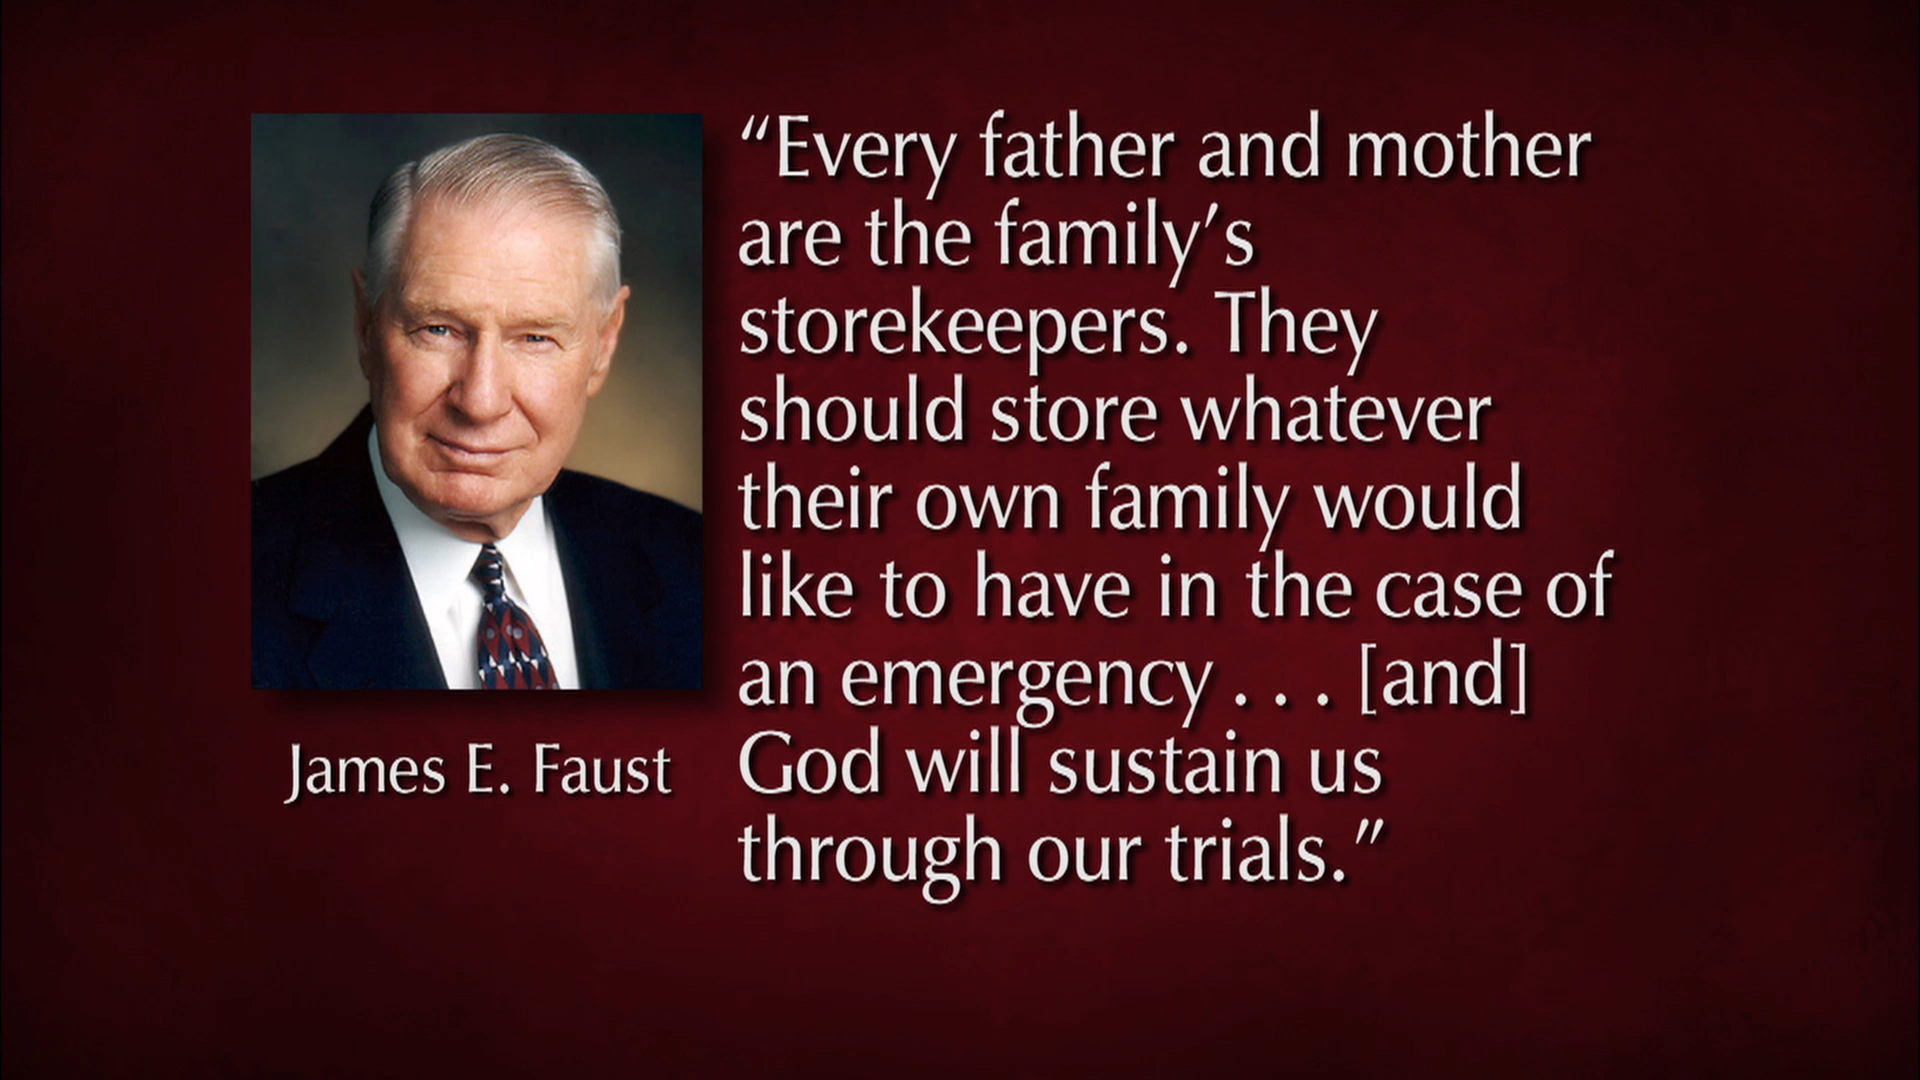 “Every father and mother
are the family’s
storekeepers. They
should store whatever
their own family would
like to have in the case of
an emergency . . . [and]
God will sustain us
through our trials.”
James E. Faust